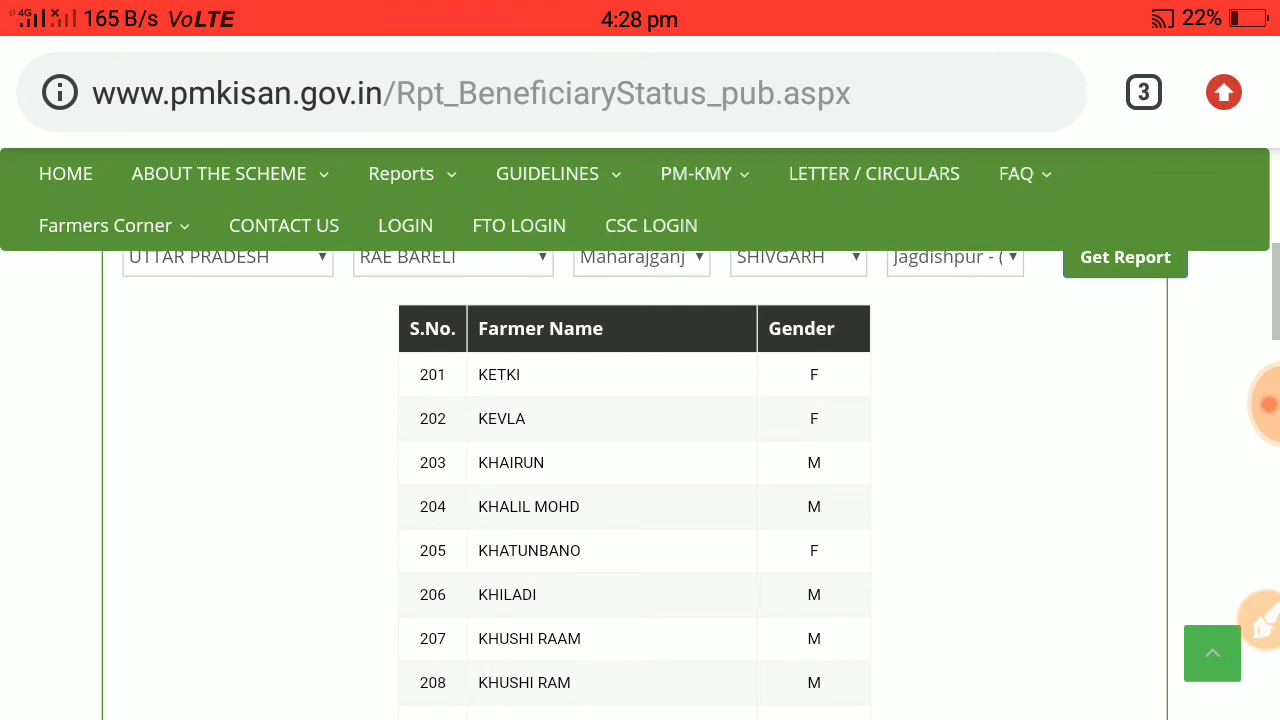 4G 165 B/s VoLTE 4:28 pm 22%
www.pmkisan.gov.in/Rpt_BeneficiaryStatus_pub.aspx 3
HOME ABOUT THE SCHEME Reports GUIDELINES PM-KMY LETTER / CIRCULARS FAQ
Farmers Corner CONTACT US LOGIN FTO LOGIN CSC LOGIN
UTTAR PRADESH RAE BARELI Maharajganj SHIVGARH Jagdishpur - ( Get Report
S.No. Farmer Name Gender
201 KETKI F
202 KEVLA F
203 KHAIRUN M
204 KHALIL MOHD M
205 KHATUNBANO F
206 KHILADI M
207 KHUSHI RAAM M
208 KHUSHI RAM M